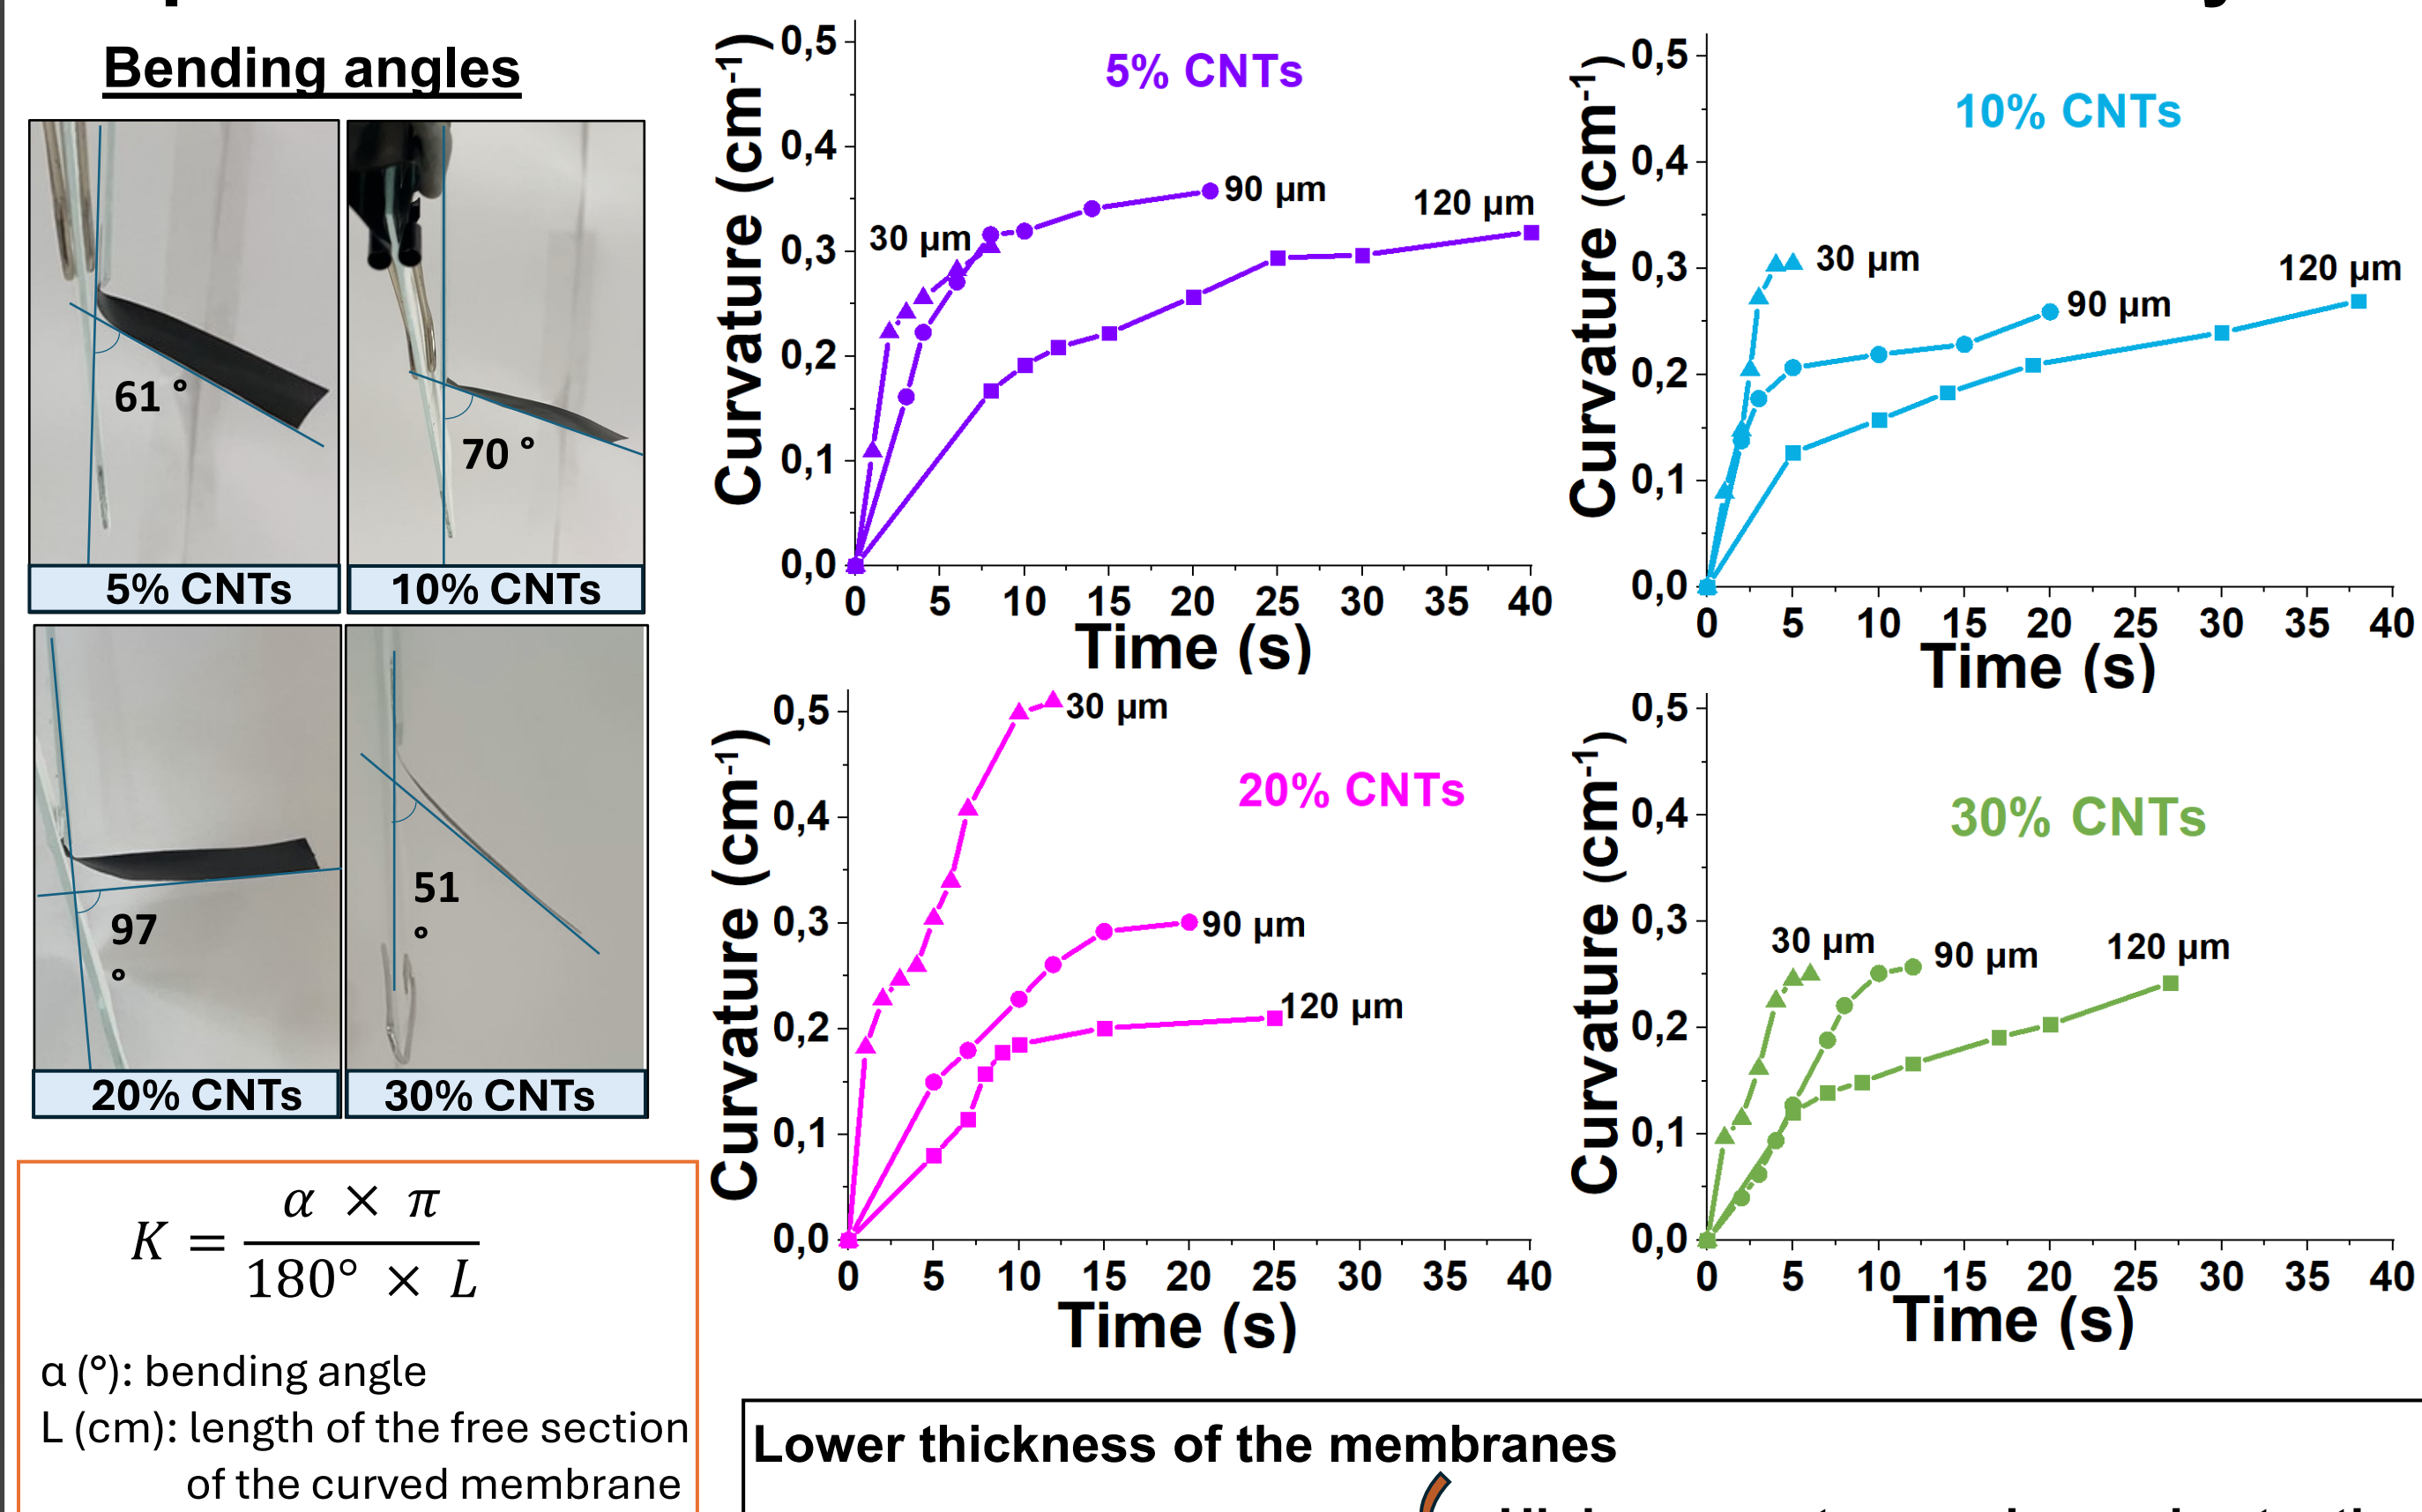 Bending angles
61 °
70 °
5% CNTs
10% CNTs
97
°
51
°
20% CNTs
30% CNTs
K = α × π / 180° × L
α (°): bending angle
L (cm): length of the free section
of the curved membrane
Curvature (cm-1)
0,5
0,4
0,3
0,2
0,1
0,0
5% CNTs
30 µm
90 µm
120 µm
0 5 10 15 20 25 30 35 40
Time (s)
Curvature (cm-1)
0,5
0,4
0,3
0,2
0,1
0,0
10% CNTs
30 µm
90 µm
120 µm
0 5 10 15 20 25 30 35 40
Time (s)
Curvature (cm-1)
0,5
0,4
0,3
0,2
0,1
0,0
30 µm
20% CNTs
90 µm
120 µm
0 5 10 15 20 25 30 35 40
Time (s)
Curvature (cm-1)
0,5
0,4
0,3
0,2
0,1
0,0
30% CNTs
30 µm
90 µm
120 µm
0 5 10 15 20 25 30 35 40
Time (s)
Lower thickness of the membranes